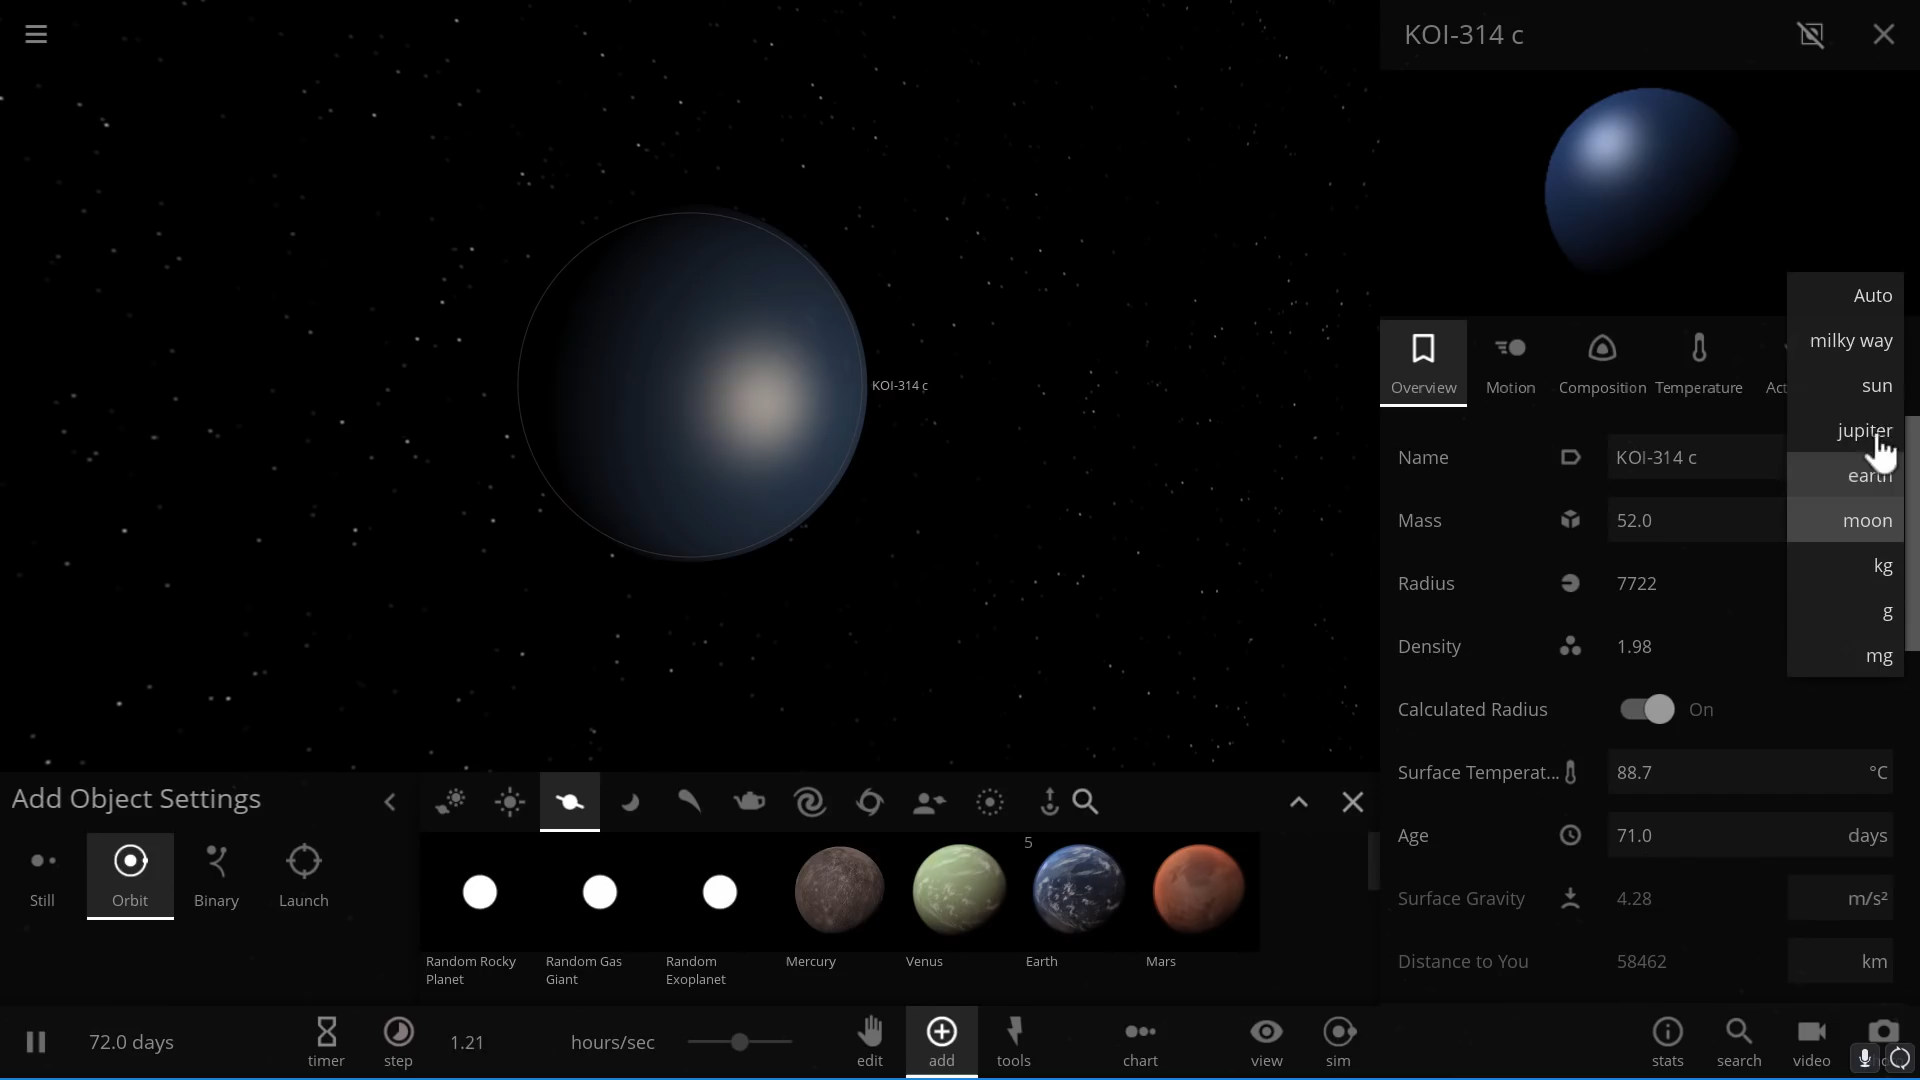 KOI-314 c
KOI-314 c
Auto
milky way
sun
jupiter
earth
moon
kg
g
mg
Overview
Motion
Composition
Temperature
Name
KOI-314 c
Mass
52.0
Radius
7722
Density
1.98
Calculated Radius
On
Surface Temperat...
88.7
°C
Age
71.0
days
Surface Gravity
4.28
m/s²
Distance to You
58462
km
Add Object Settings
Still
Orbit
Binary
Launch
5
Random Rocky
Planet
Random Gas
Giant
Random
Exoplanet
Mercury
Venus
Earth
Mars
72.0 days
timer
step
1.21
hours/sec
edit
add
tools
chart
view
sim
stats
search
video